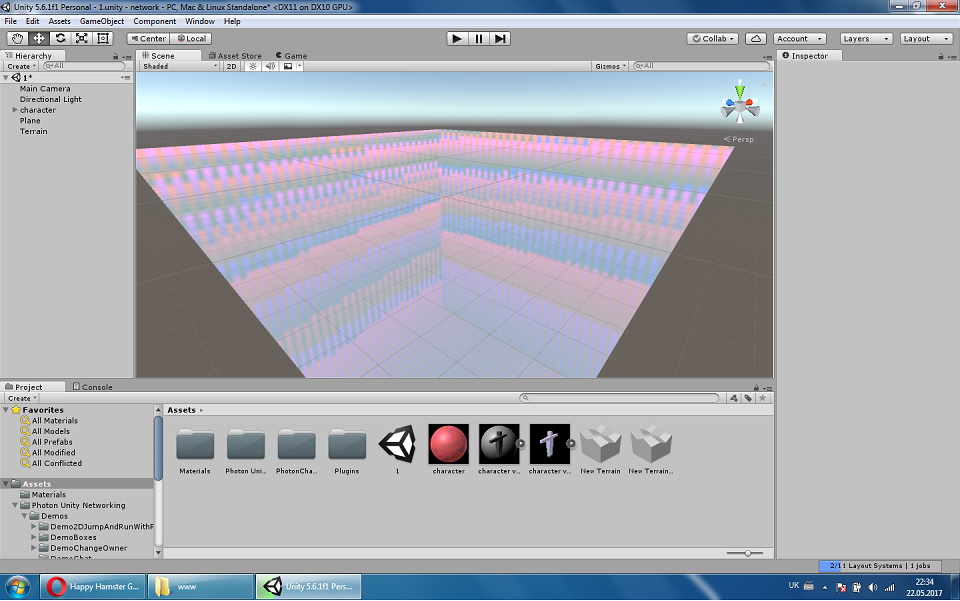 Unity 5.6.1f1 Personal - 1.unity - network - PC, Mac & Linux Standalone* <DX11 on DX10 GPU>
File Edit Assets GameObject Component Window Help
Center Local Collab Account Layers Layout
Hierarchy Scene Asset Store Game Inspector
Create All Shaded 2D Gizmos All
1*
Main Camera
Directional Light
character
Plane
Terrain
y
Persp
Project Console
Create
Favorites
All Materials
All Models
All Prefabs
All Modified
All Conflicted
Assets
Materials
Photon Unity Networking
Demos
Demo2DJumpAndRunWithP
DemoBoxes
DemoChangeOwner
DemoChat
Assets
Materials Photon Uni.. PhotonCha.. Plugins 1 character character v... character v... New Terrain New Terrain..
2/11 Layout Systems | 1 jobs
Happy Hamster G... www Unity 5.6.1f1 Pers...
UK
22:34
22.05.2017